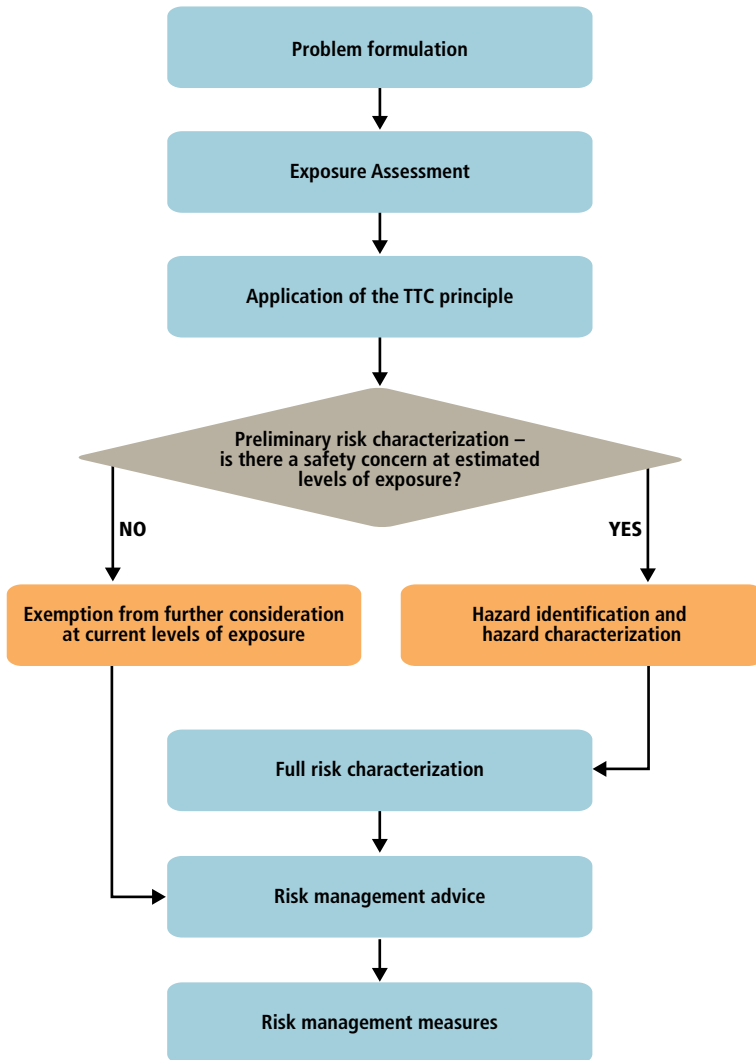 Problem formulation
Exposure Assessment
Application of the TTC principle
Preliminary risk characterization –
is there a safety concern at estimated
levels of exposure?
NO
YES
Exemption from further consideration
at current levels of exposure
Hazard identification and
hazard characterization
Full risk characterization
Risk management advice
Risk management measures